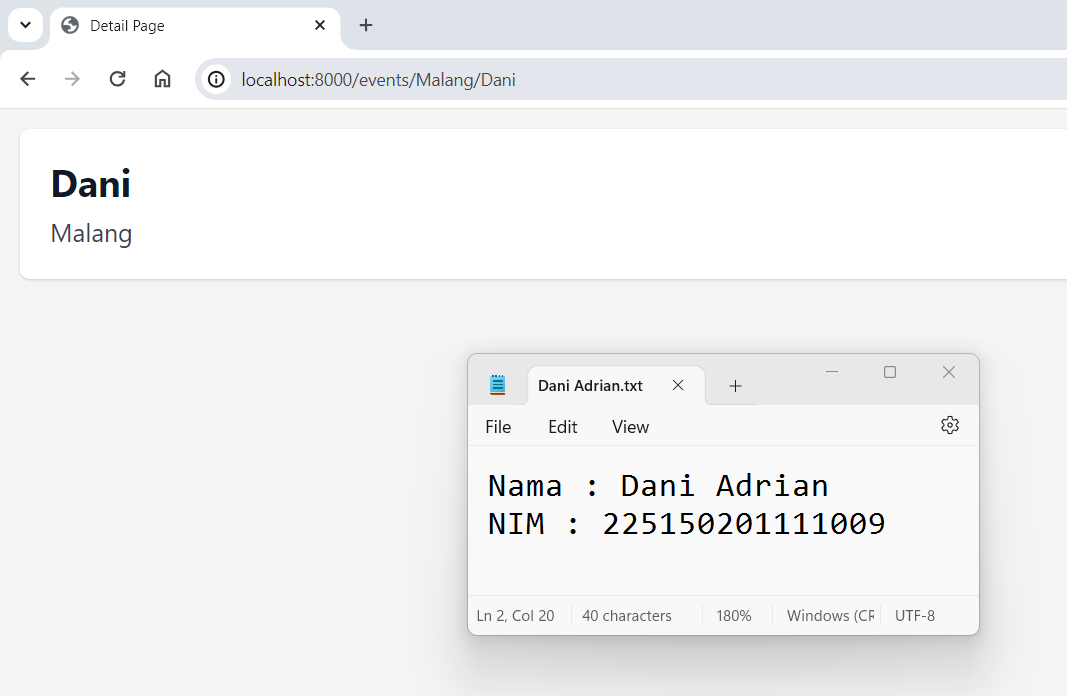 Detail Page
localhost:8000/events/Malang/Dani
Dani
Malang
Dani Adrian.txt
File Edit View
Nama : Dani Adrian
NIM : 225150201111009
Ln 2, Col 20 40 characters 180% Windows (CR UTF-8